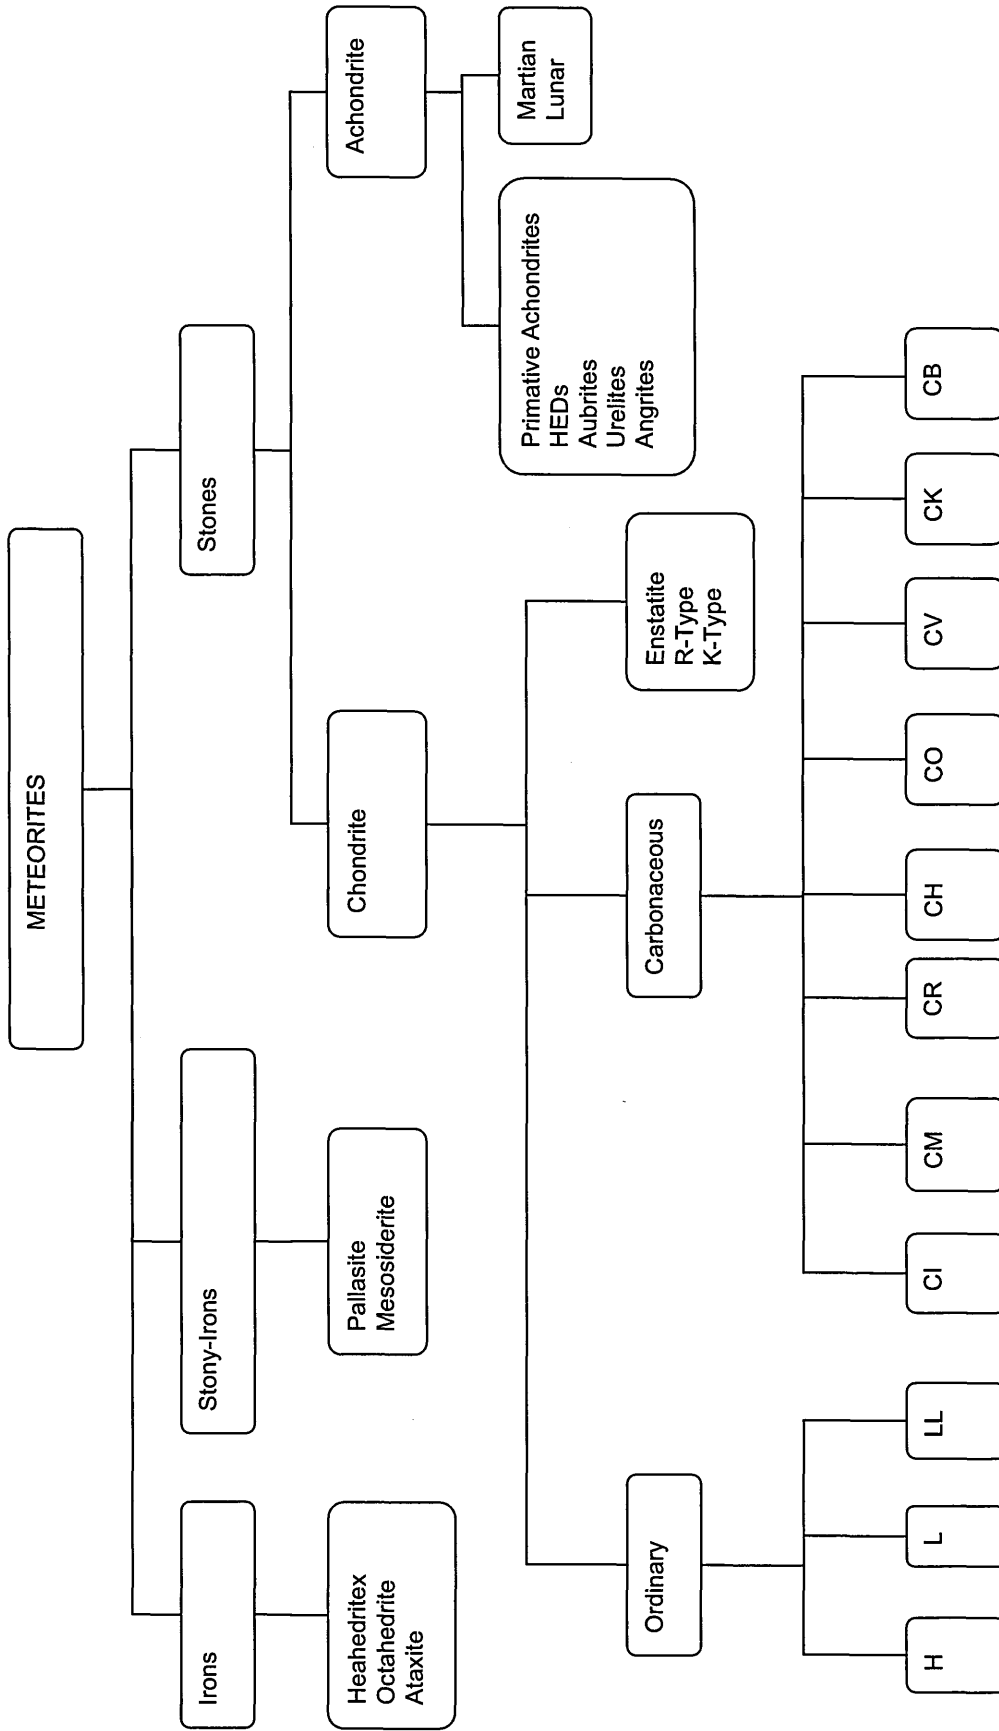 METEORITES
Irons
Stony-Irons
Stones
Heahedritex
Octahedrite
Ataxite
Pallasite
Mesosiderite
Chondrite
Achondrite
Primative Achondrites
HEDs
Aubrites
Urelites
Angrites
Martian
Lunar
Ordinary
Carbonaceous
Enstatite
R-Type
K-Type
H
L
LL
CI
CM
CR
CH
CO
CV
CK
CB